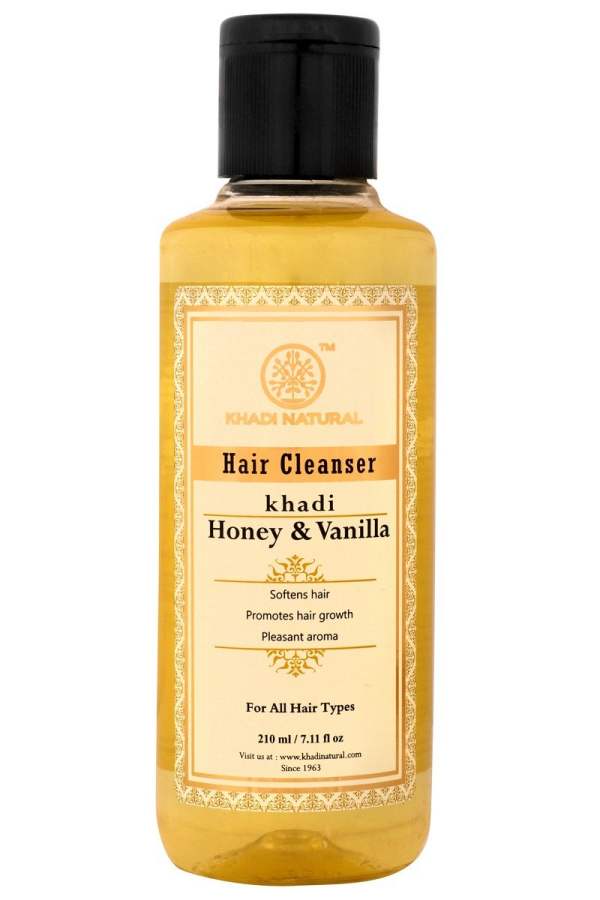 TM
KHADI NATURAL
Hair Cleanser
khadi
Honey & Vanilla
Softens hair
Promotes hair growth
Pleasant aroma
For All Hair Types
210 ml / 7.11 fl oz
Visit us at : www.khadinatural.com
Since 1963